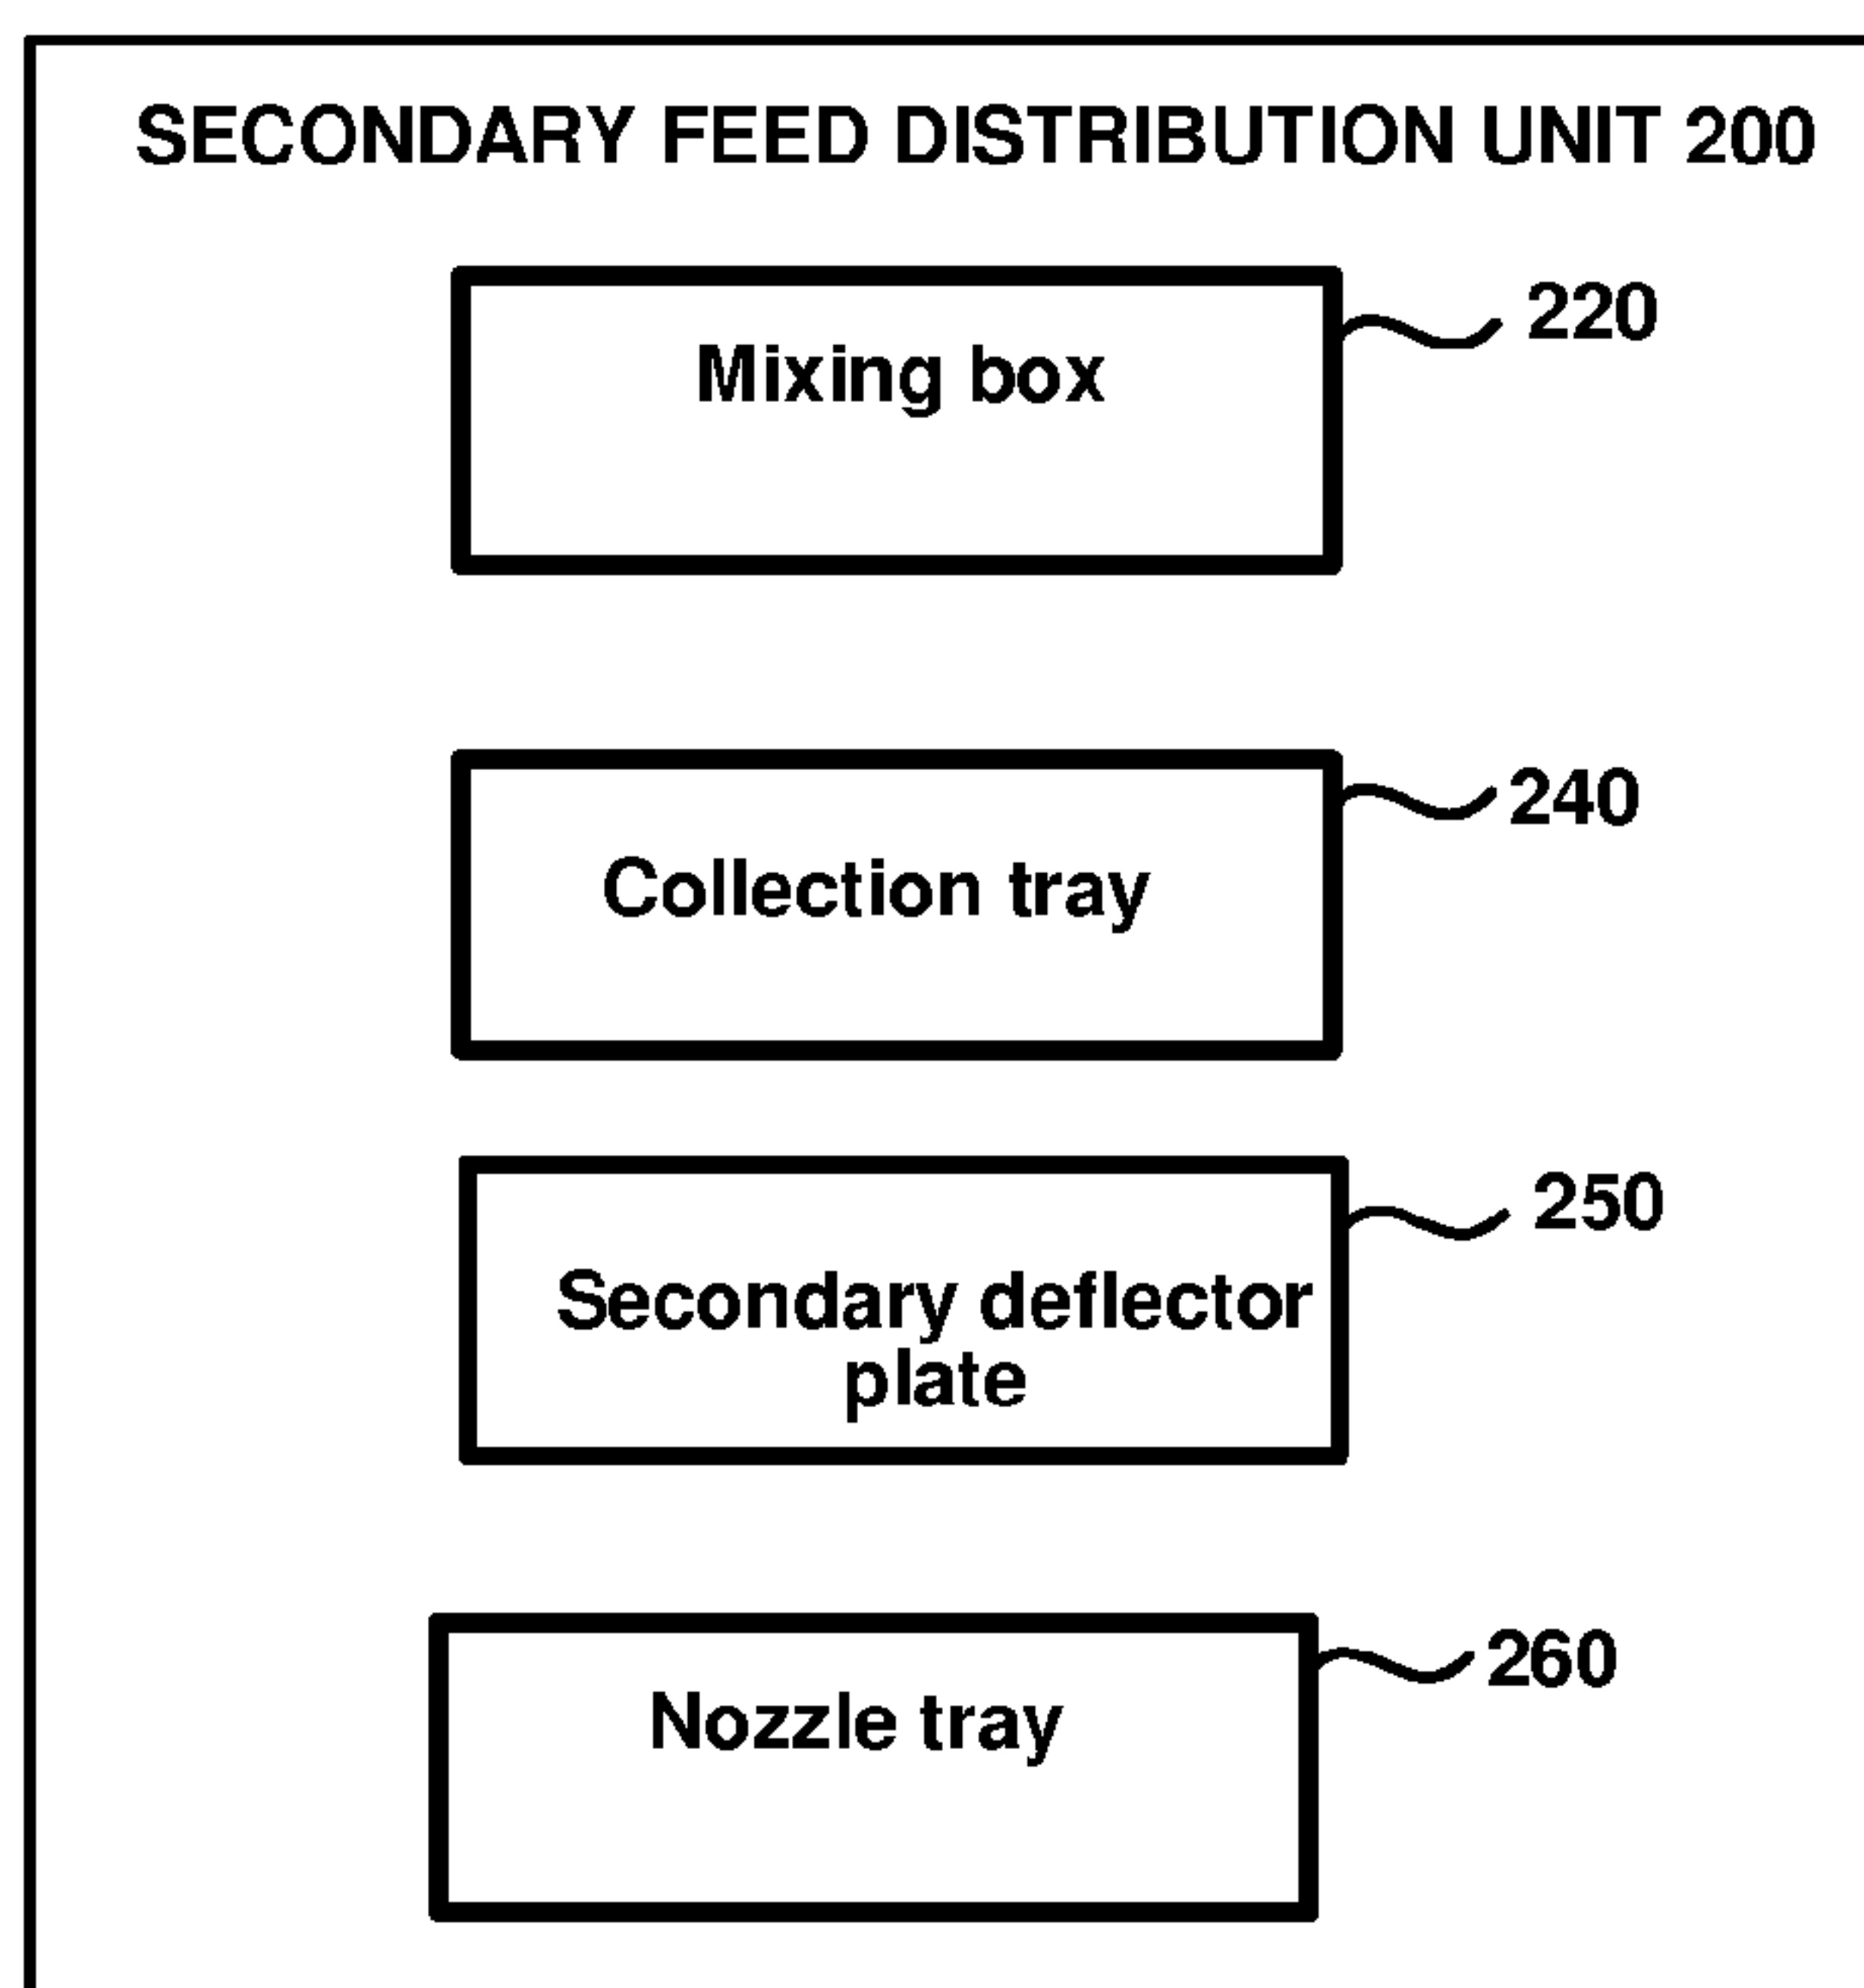 SECONDARY FEED DISTRIBUTION UNIT 200
Mixing box
220
Collection tray
240
Secondary deflector
plate
250
Nozzle tray
260